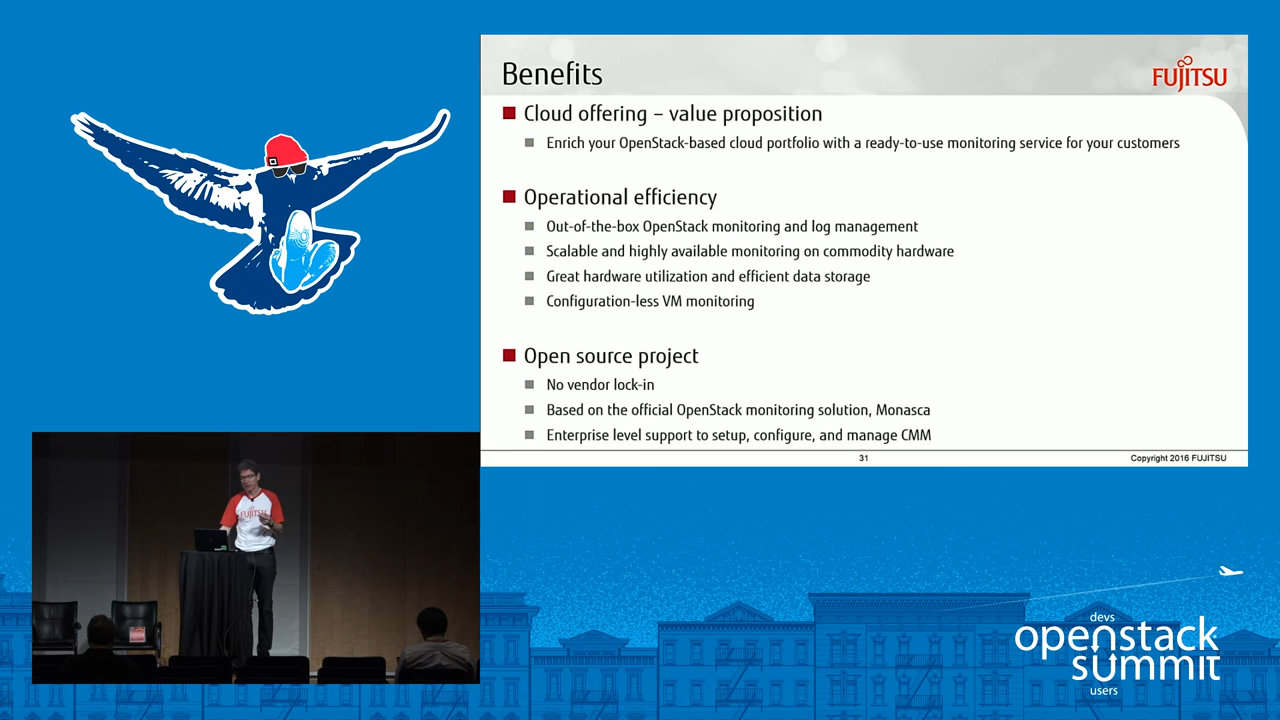 Benefits
FUJITSU
Cloud offering – value proposition
Enrich your OpenStack-based cloud portfolio with a ready-to-use monitoring service for your customers
Operational efficiency
Out-of-the-box OpenStack monitoring and log management
Scalable and highly available monitoring on commodity hardware
Great hardware utilization and efficient data storage
Configuration-less VM monitoring
Open source project
No vendor lock-in
Based on the official OpenStack monitoring solution, Monasca
Enterprise level support to setup, configure, and manage CMM
31
Copyright 2016 FUJITSU
FUJITSU
devs
openstack
summit
users